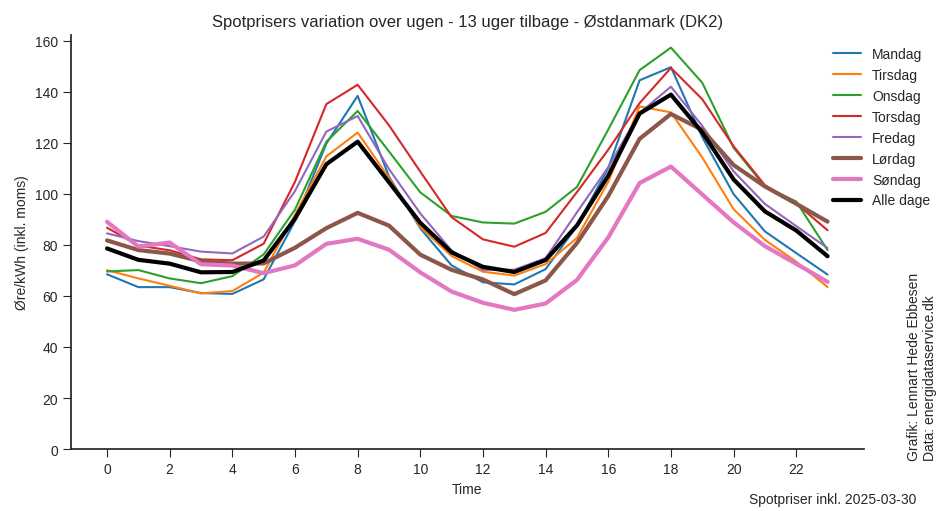 Spotprisers variation over ugen - 13 uger tilbage - Østdanmark (DK2)
Øre/kWh (inkl. moms)
160
140
120
100
80
60
40
20
0
0 2 4 6 8 10 12 14 16 18 20 22
Time
Mandag
Tirsdag
Onsdag
Torsdag
Fredag
Lørdag
Søndag
Alle dage
Grafik: Lennart Hede Ebbesen
Data: energidataservice.dk
Spotpriser inkl. 2025-03-30